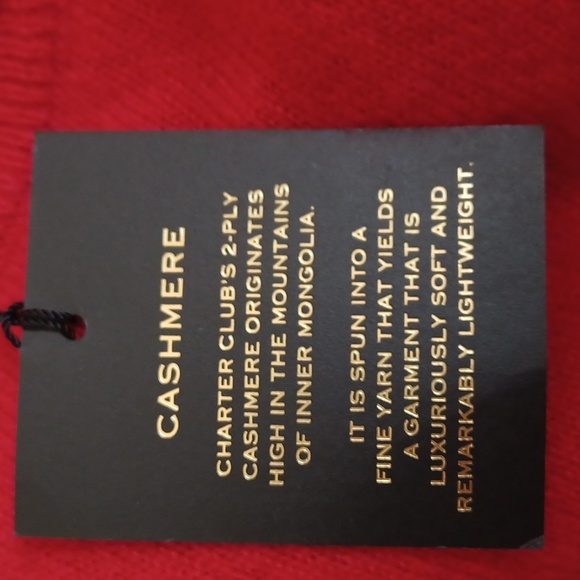 CASHMERE
CHARTER CLUB'S 2-PLY
CASHMERE ORIGINATES
HIGH IN THE MOUNTAINS
OF INNER MONGOLIA.
IT IS SPUN INTO A
FINE YARN THAT YIELDS
A GARMENT THAT IS
LUXURIOUSLY SOFT AND
REMARKABLY LIGHTWEIGHT.